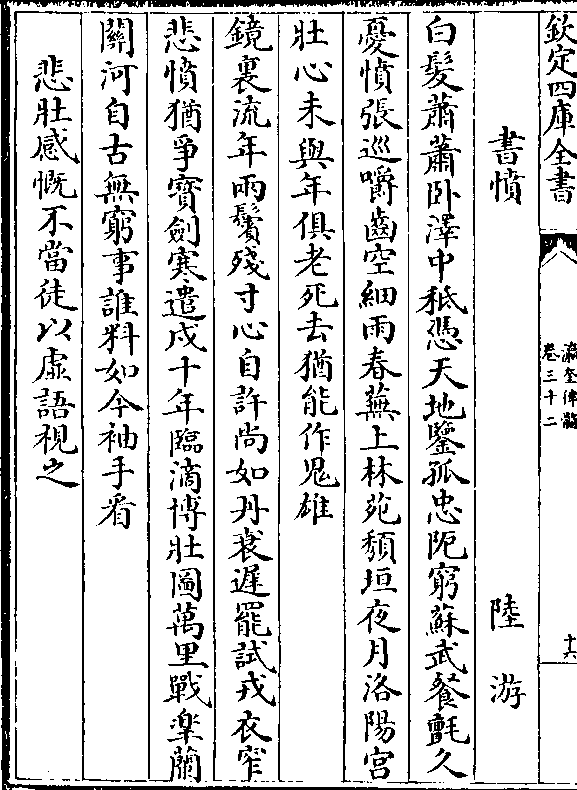 欽定四庫全書
瀛奎律髓
卷三十二
十六
書憤
陸游
白髮蕭蕭卧澤中秪憑天地鑒孤忠阨窮蘇武餐氊久
憂憤張巡嚼齒空細雨春蕪上林苑頽垣夜月洛陽宮
壯心未與年俱老死去猶能作鬼雄
鏡裏流年兩鬢殘寸心自許尚如丹衰遲罷試戎衣窄
悲憤猶爭寳劍寒遣戍十年臨滴博壯圖萬里戰臯蘭
關河自古無窮事誰料如今袖手看
悲壯感慨不當徒以虛語視之